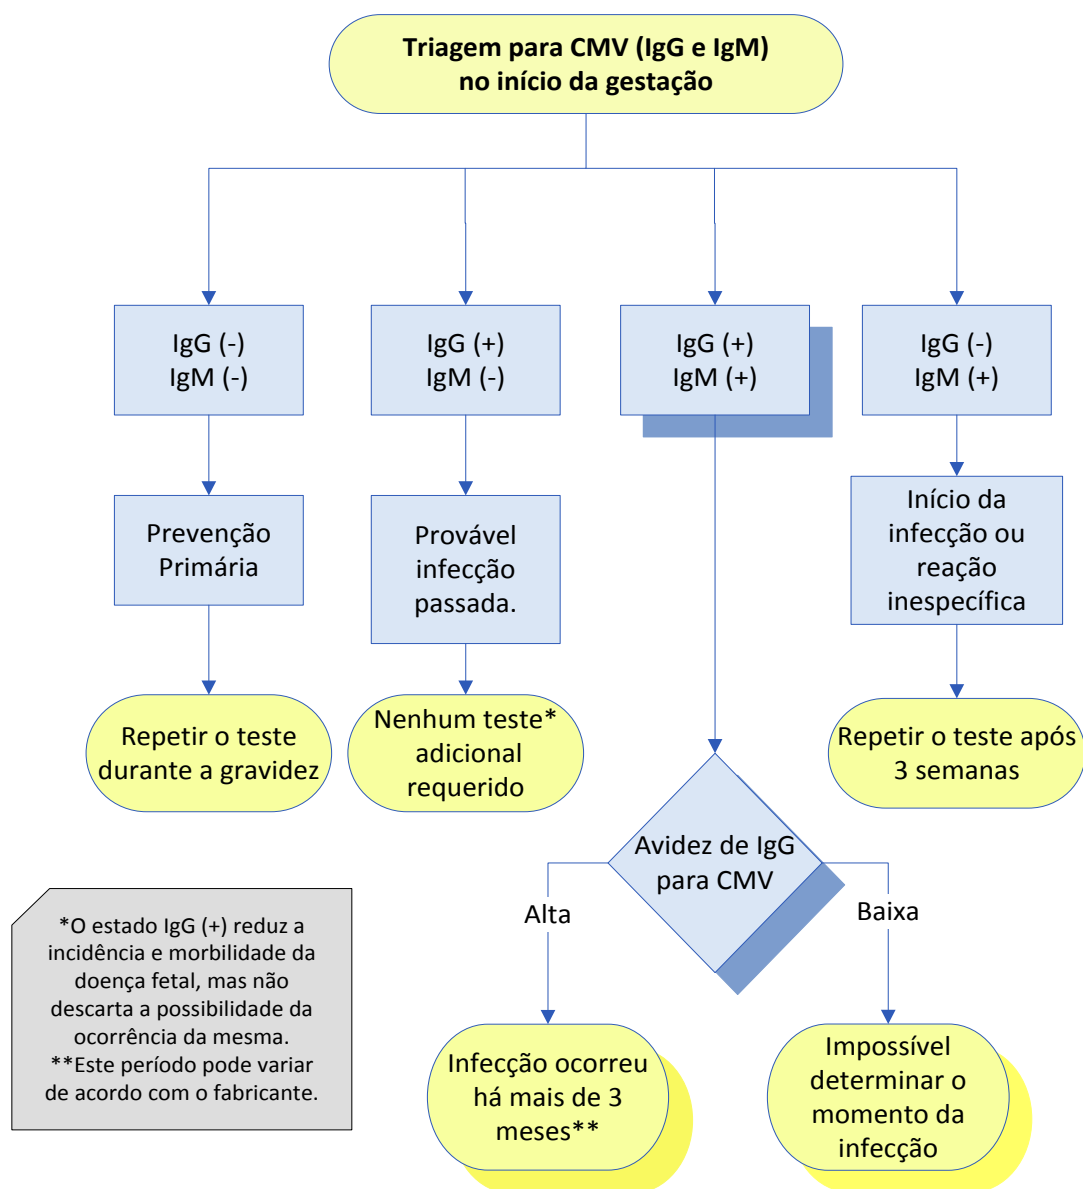 Triagem para CMV (IgG e IgM)
no início da gestação
IgG (-)
IgM (-)
IgG (+)
IgM (-)
IgG (+)
IgM (+)
IgG (-)
IgM (+)
Prevenção
Primária
Provável
infecção
passada.
Início da
infecção ou
reação
inespecífica
Repetir o teste
durante a gravidez
Nenhum teste*
adicional
requerido
Repetir o teste após
3 semanas
Avidez de IgG
para CMV
Alta
Baixa
*O estado IgG (+) reduz a
incidência e morbilidade da
doença fetal, mas não
descarta a possibilidade da
ocorrência da mesma.
**Este período pode variar
de acordo com o fabricante.
Infecção ocorreu
há mais de 3
meses**
Impossível
determinar o
momento da
infecção